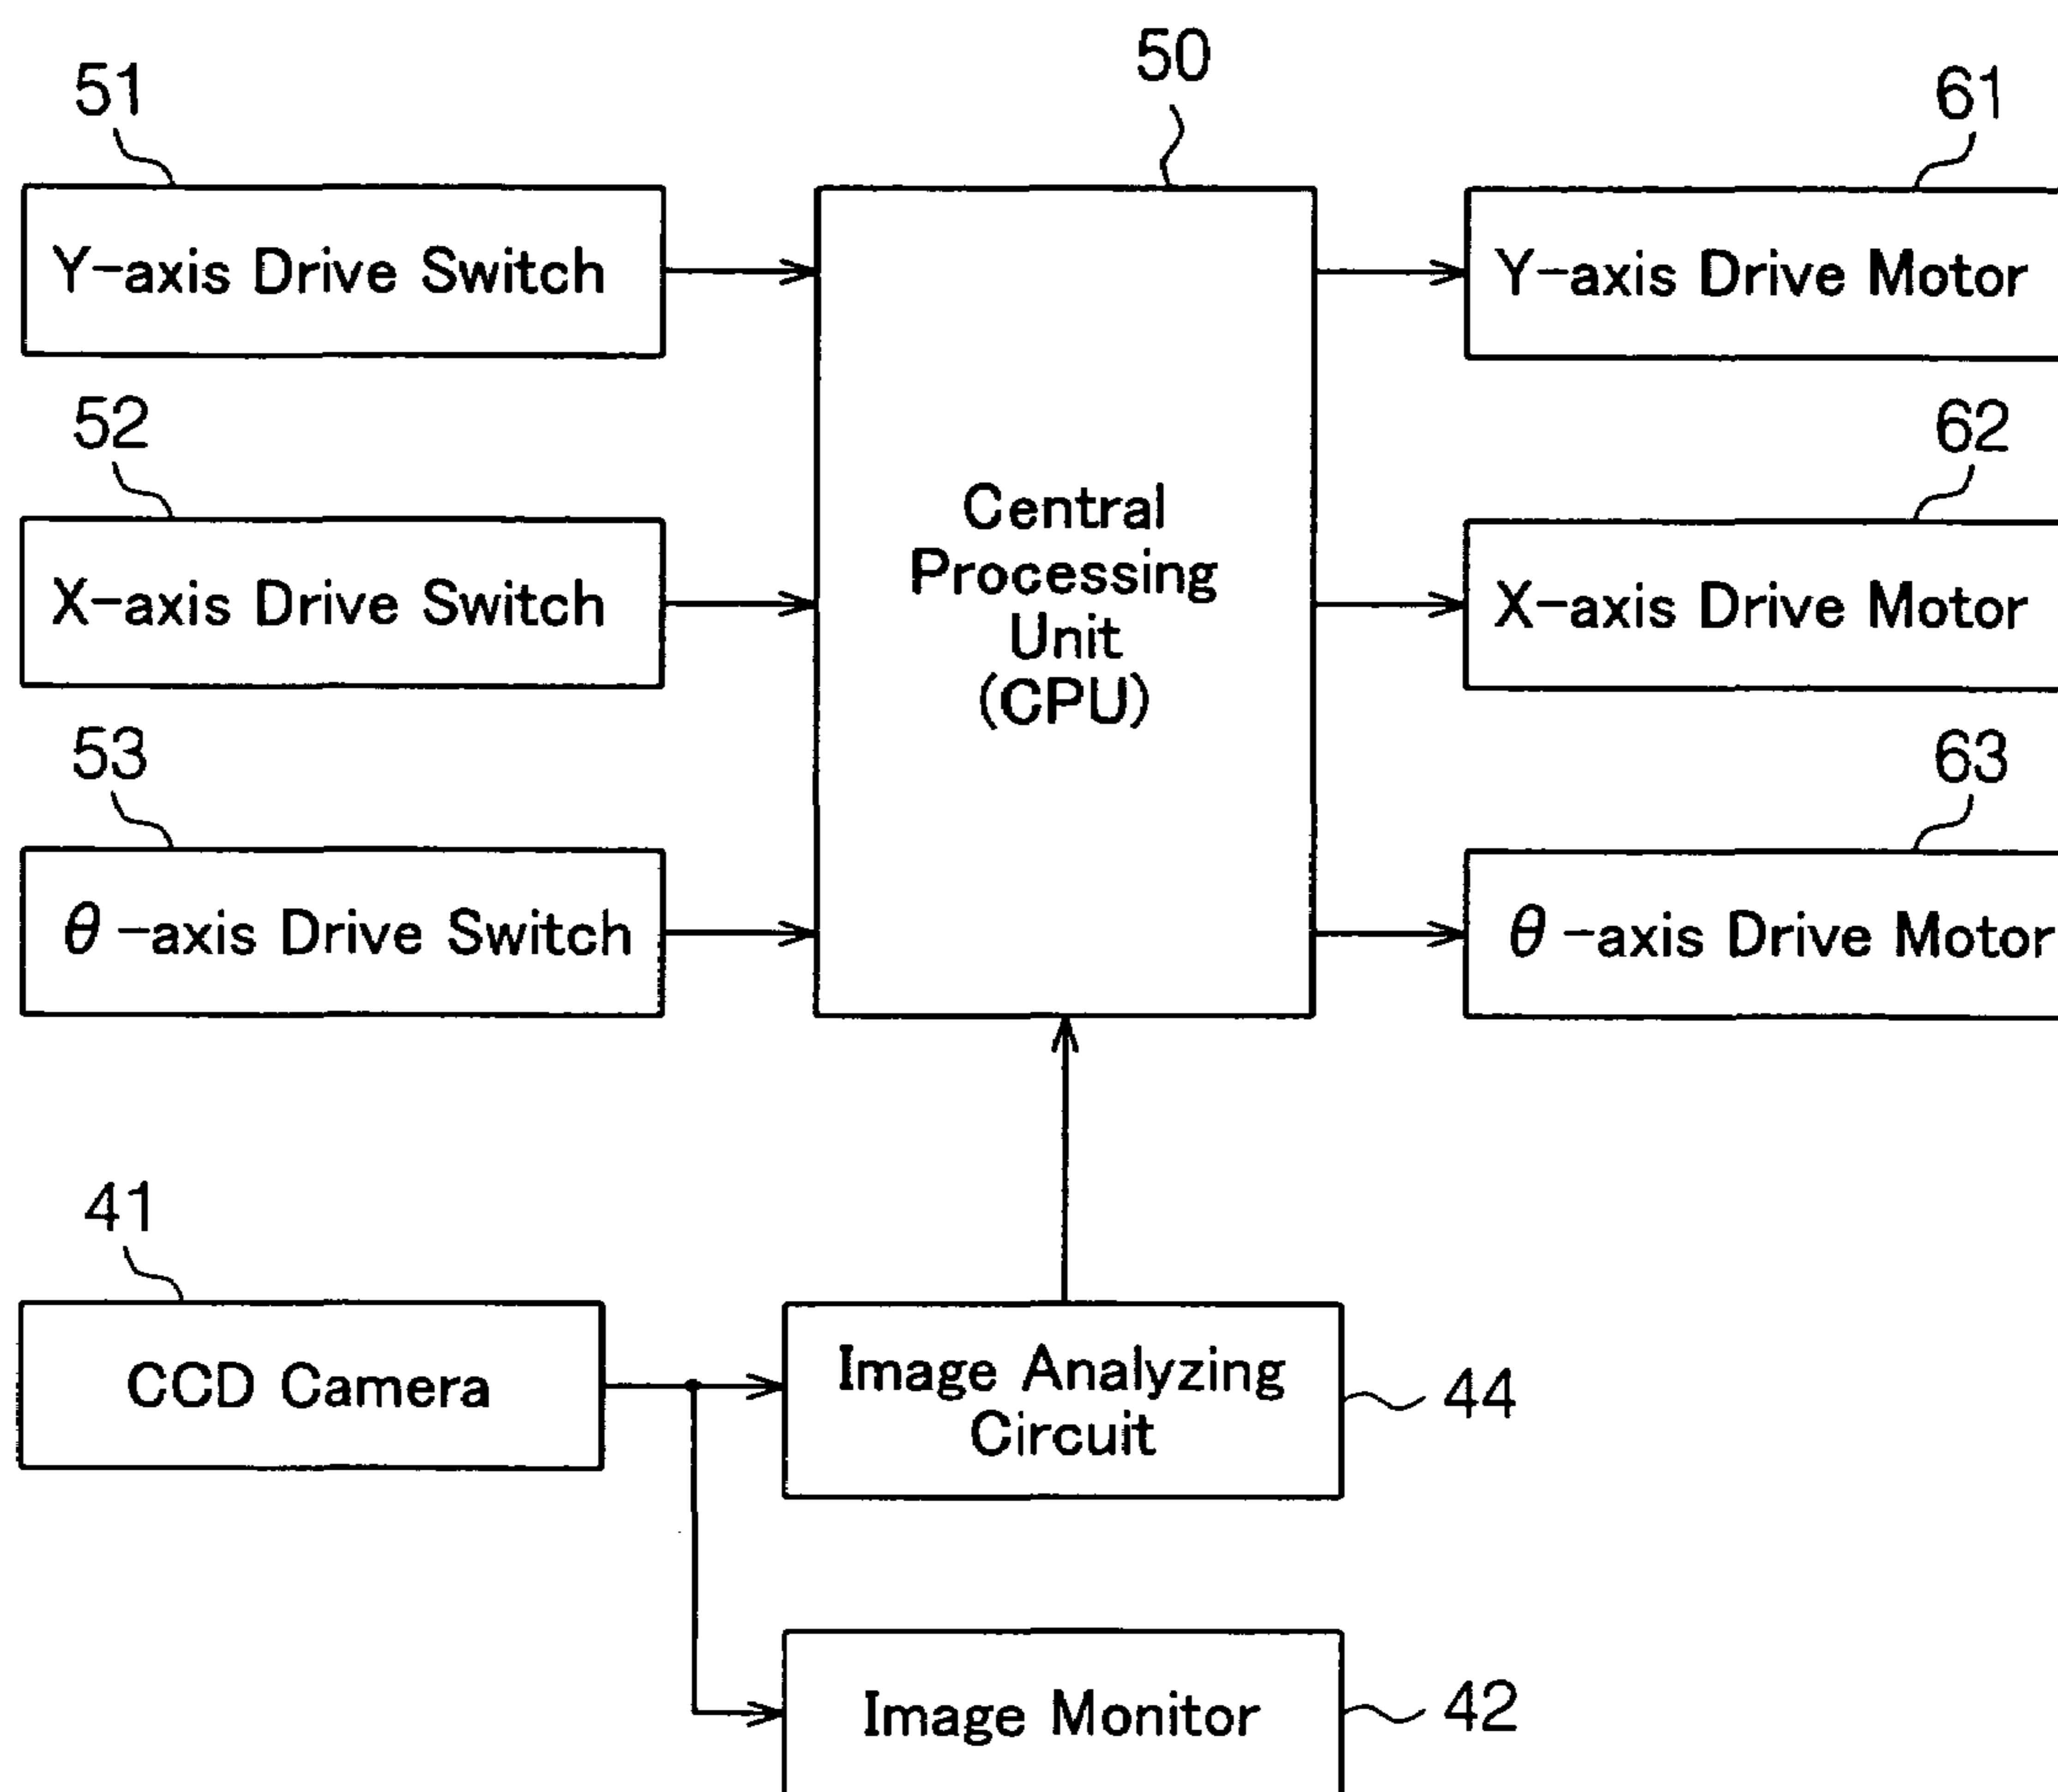 50
51
61
Y-axis Drive Switch
Y-axis Drive Motor
52
62
Central
Processing
Unit
(CPU)
X-axis Drive Switch
X-axis Drive Motor
53
63
θ-axis Drive Switch
θ-axis Drive Motor
41
CCD Camera
Image Analyzing
Circuit
44
Image Monitor
42